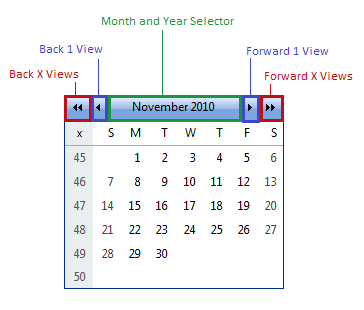 Month and Year Selector
Back 1 View
Forward 1 View
Back X Views
Forward X Views
November 2010
x S M T W T F S
45 1 2 3 4 5 6
46 7 8 9 10 11 12 13
47 14 15 16 17 18 19 20
48 21 22 23 24 25 26 27
49 28 29 30
50